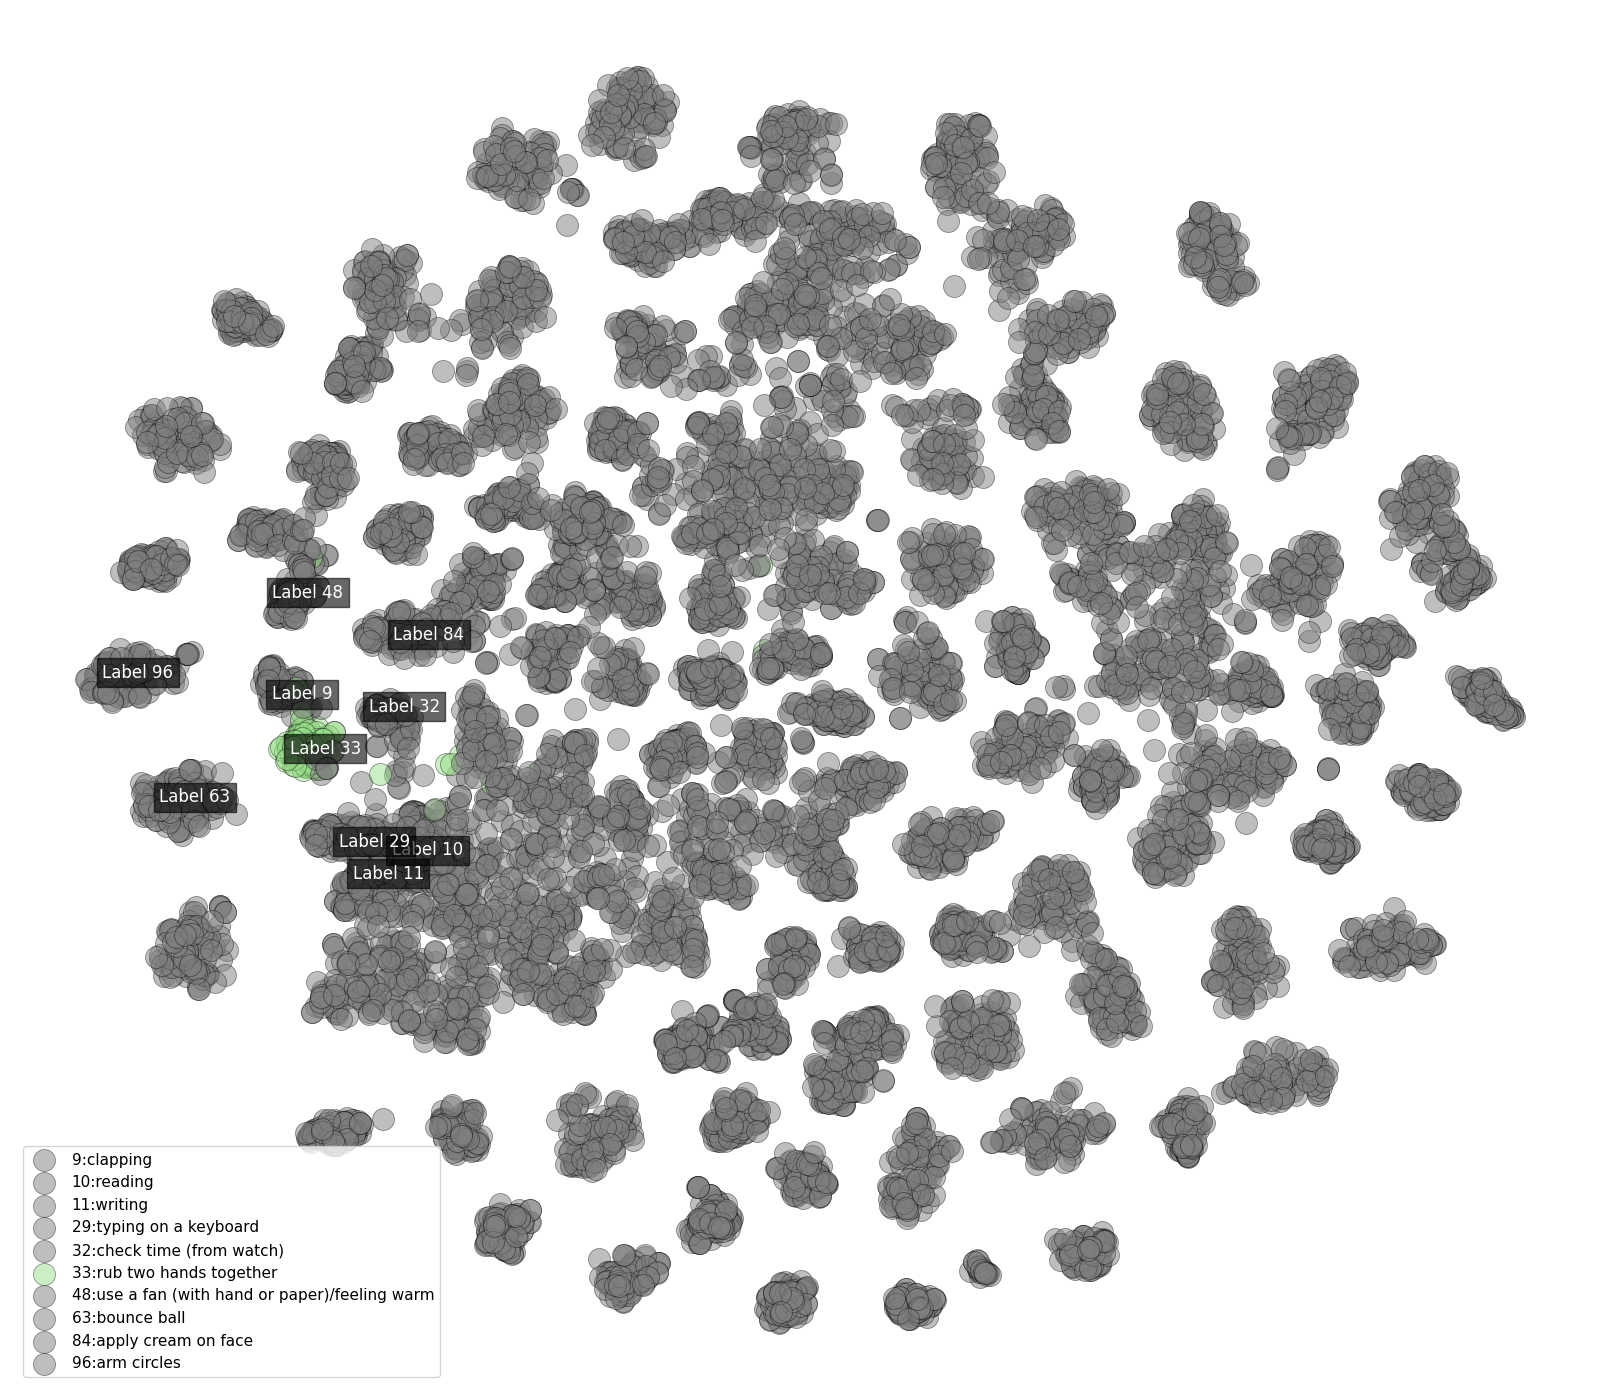 Label 48
Label 84
Label 96
Label 9
Label 32
Label 33
Label 63
Label 29
Label 10
Label 11
9:clapping
10:reading
11:writing
29:typing on a keyboard
32:check time (from watch)
33:rub two hands together
48:use a fan (with hand or paper)/feeling warm
63:bounce ball
84:apply cream on face
96:arm circles